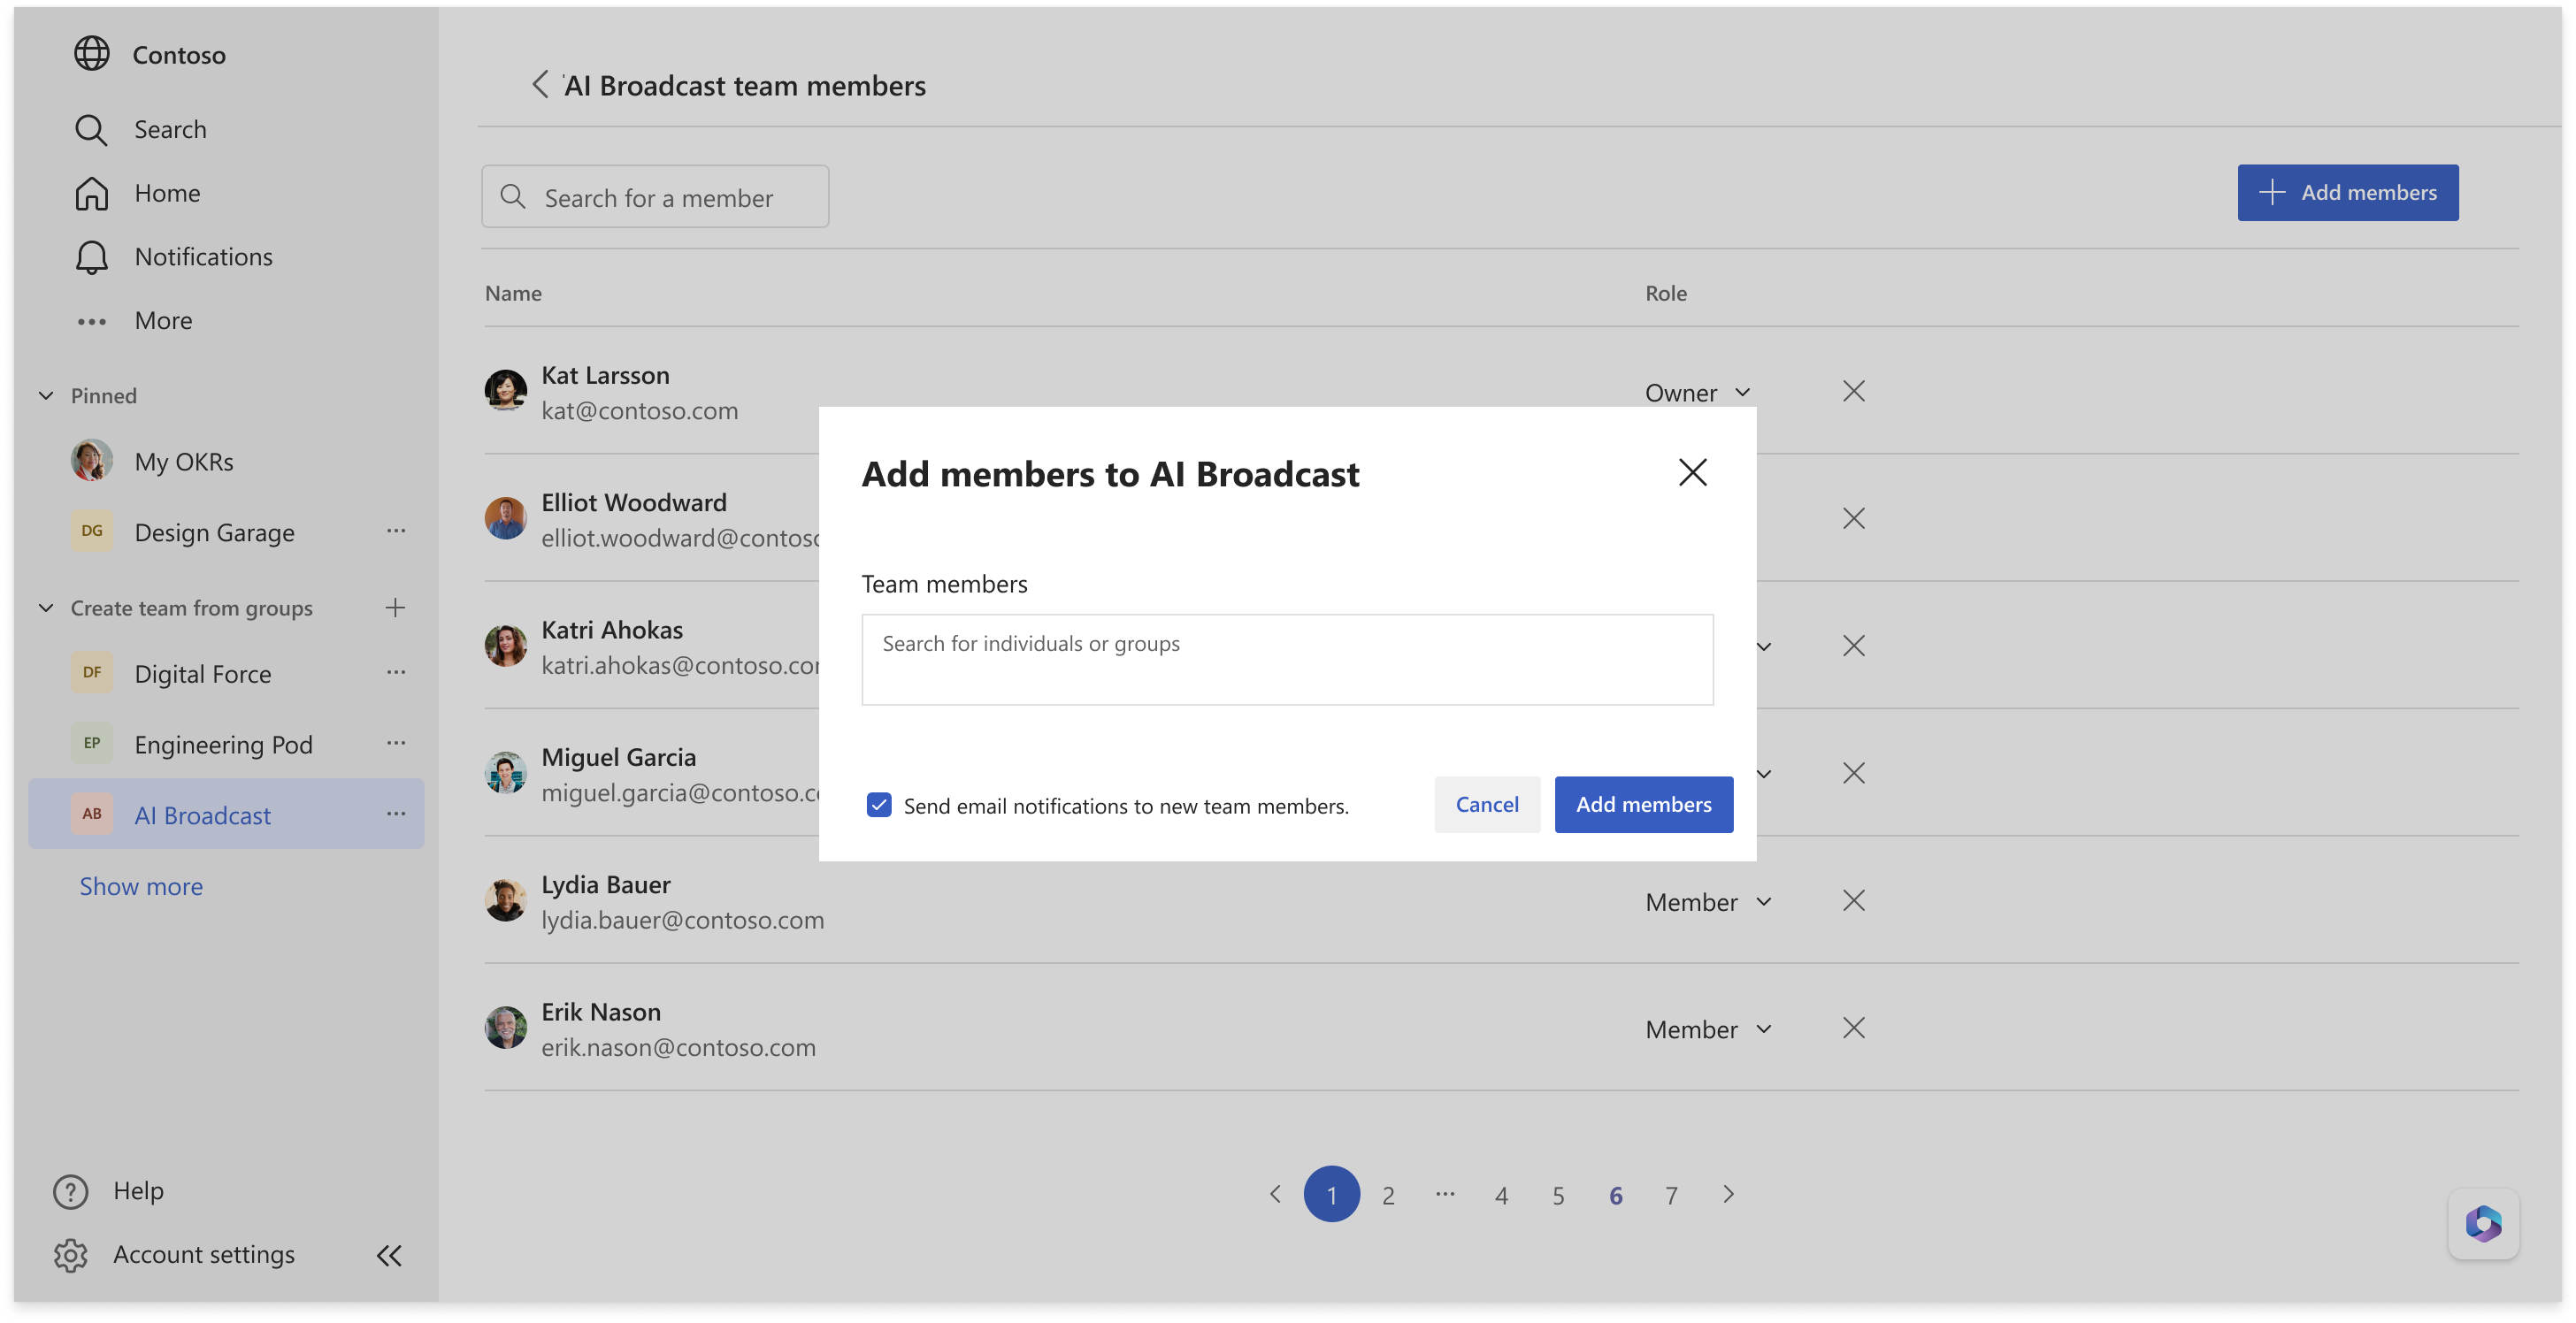 Contoso
Search
Home
Notifications
More
Pinned
My OKRs
DG Design Garage
Create team from groups
DF Digital Force
EP Engineering Pod
AB AI Broadcast
Show more
Help
Account settings
'AI Broadcast team members
Search for a member
Add members
Name Role
Kat Larsson
kat@contoso.com
Owner
Elliot Woodward
elliot.woodward@contoso
Katri Ahokas
katri.ahokas@contoso.co
Miguel Garcia
miguel.garcia@contoso.c
Lydia Bauer
lydia.bauer@contoso.com
Member
Erik Nason
erik.nason@contoso.com
Member
1 2 ... 4 5 6 7
Add members to AI Broadcast
Team members
Search for individuals or groups
Send email notifications to new team members.
Cancel
Add members